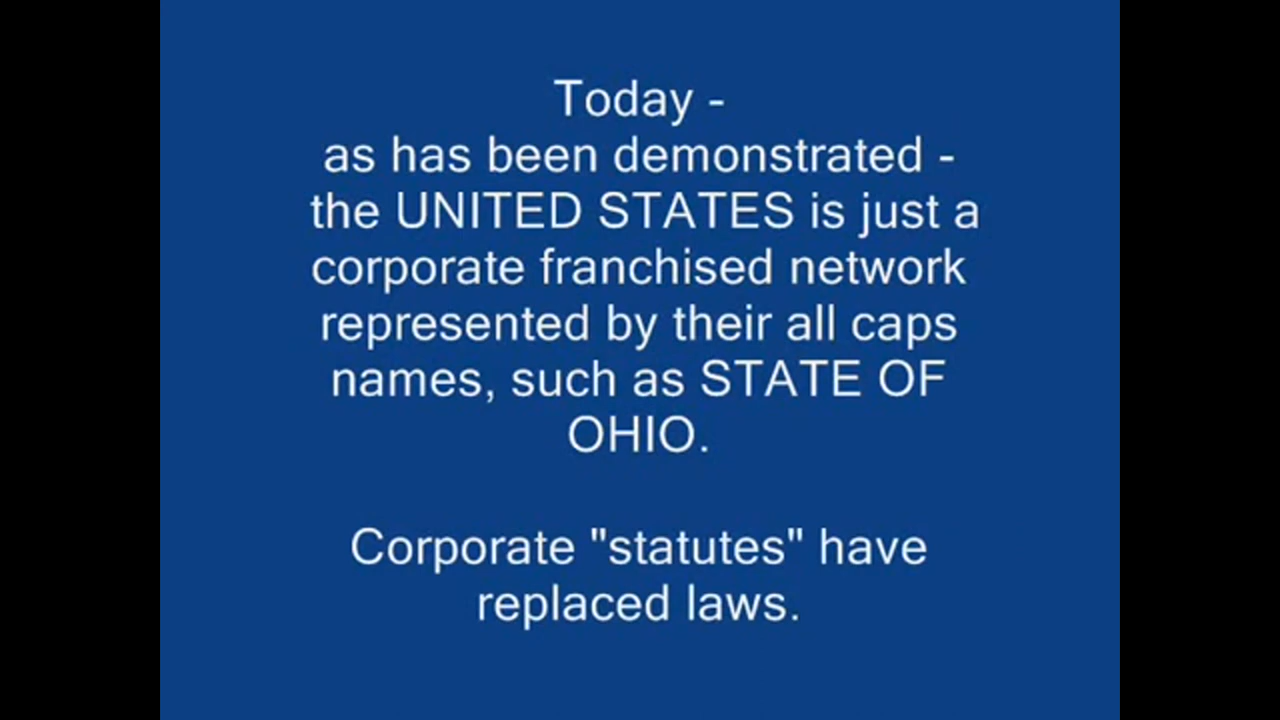 Today -
as has been demonstrated -
the UNITED STATES is just a
corporate franchised network
represented by their all caps
names, such as STATE OF
OHIO.
Corporate "statutes" have
replaced laws.